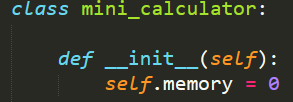 class mini_calculator:
def __init__(self):
self.memory = 0